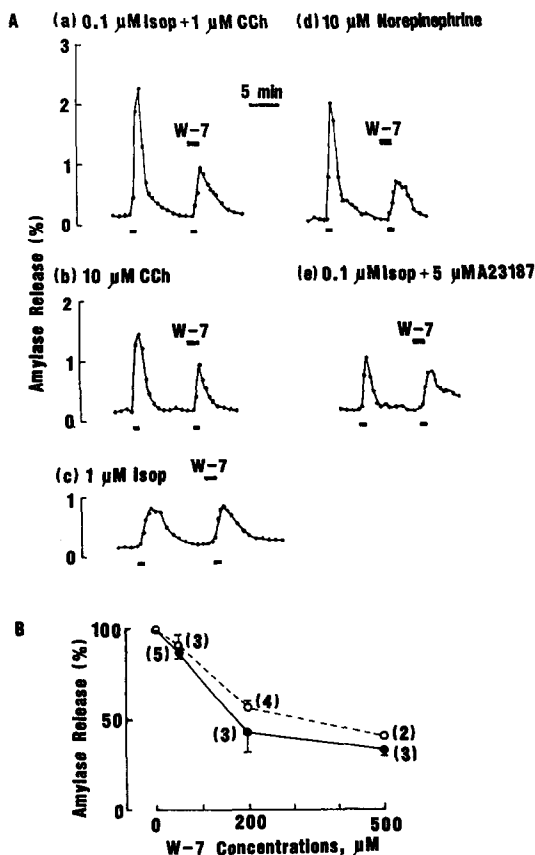 A
(a) 0.1 µM Isop + 1 µM CCh
(d) 10 µM Norepinephrine
3
2
1
0
5 min
W-7
W-7
Amylase Release (%)
(b) 10 µM CCh
(e) 0.1 µM Isop + 5 µM A23187
2
1
0
W-7
W-7
(c) 1 µM Isop
W-7
1
0
B
100
50
0
Amylase Release (%)
(3)
(5)
(4)
(3)
(2)
(3)
0
200
500
W-7 Concentrations, µM